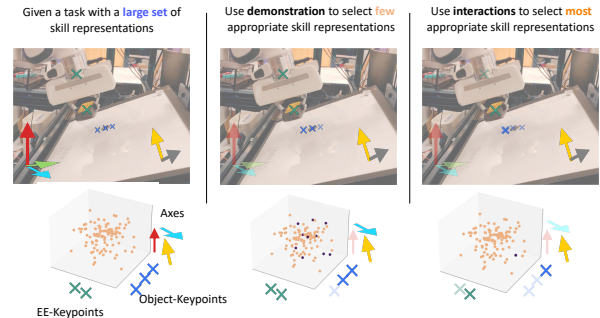 Given a task with a large set of
skill representations
Use demonstration to select few
appropriate skill representations
Use interactions to select most
appropriate skill representations
Axes
Object-Keypoints
EE-Keypoints